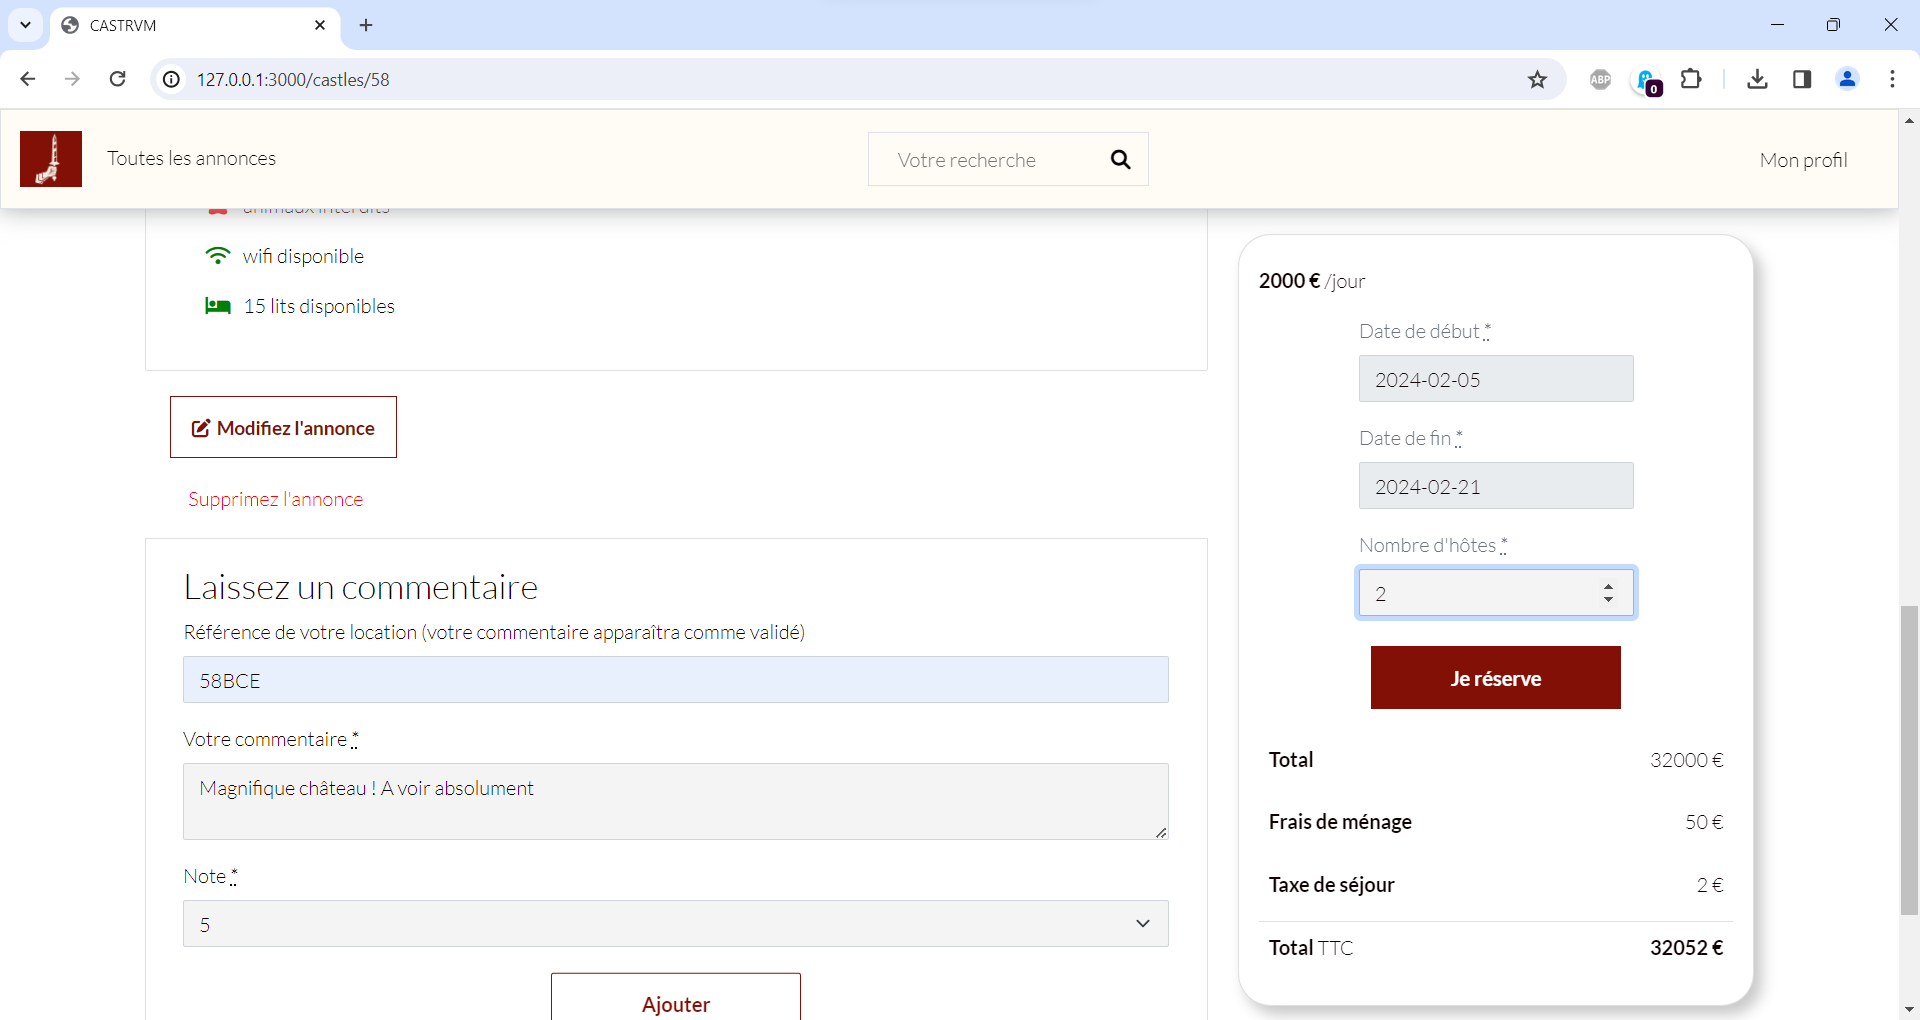 CASTRVM
127.0.0.1:3000/castles/58
ABP
0
Toutes les annonces
Votre recherche
Mon profil
animaux interdits
wifi disponible
15 lits disponibles
Modifiez l'annonce
Supprimez l'annonce
Laissez un commentaire
Référence de votre location (votre commentaire apparaîtra comme validé)
58BCE
Votre commentaire *
Magnifique château ! A voir absolument
Note *
5
Ajouter
2000 € /jour
Date de début *
2024-02-05
Date de fin *
2024-02-21
Nombre d'hôtes *
2
Je réserve
Total 32000 €
Frais de ménage 50 €
Taxe de séjour 2 €
Total TTC 32052 €